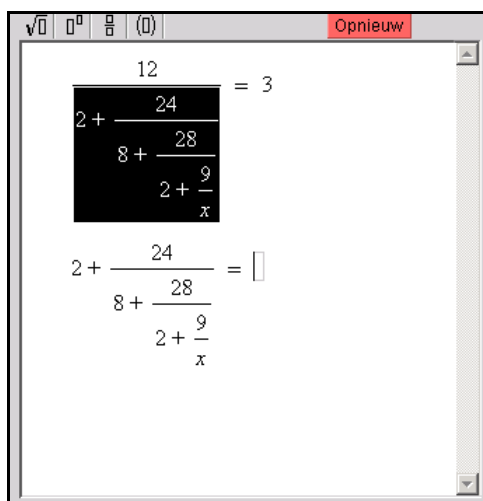 √▯ ▯^▯ ▯/▯ (▯) Opnieuw
12
2 + 24 = 3
8 + 28
2 + 9
x
2 + 24 = ▯
8 + 28
2 + 9
x